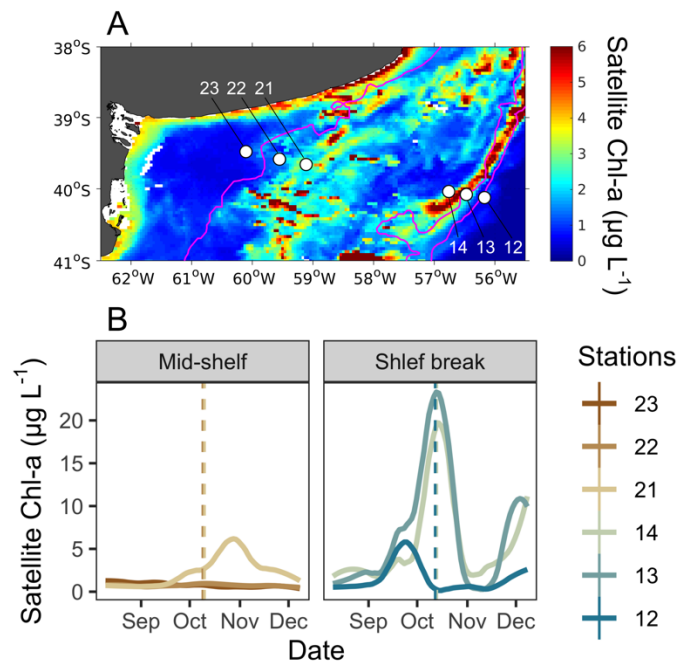 A
38°S
39°S
40°S
41°S
62°W 61°W 60°W 59°W 58°W 57°W 56°W
23 22 21
14 13 12
6
5
4
3
2
1
0
Satellite Chl-a (µg L-1)
B
Mid-shelf Shlef break
Satellite Chl-a (µg L-1)
20
15
10
5
0
Sep Oct Nov Dec Sep Oct Nov Dec
Date
Stations
23
22
21
14
13
12